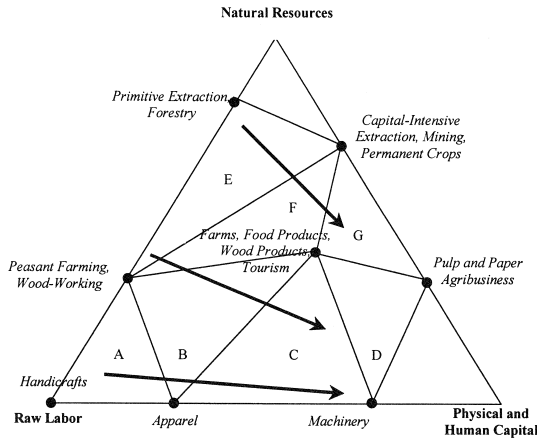 Natural Resources
Primitive Extraction,
Forestry
Capital-Intensive
Extraction, Mining,
Permanent Crops
E
F
G
Farms, Food Products,
Wood Products,
Tourism
Peasant Farming,
Wood-Working
Pulp and Paper
Agribusiness
A
B
C
D
Handicrafts
Raw Labor
Apparel
Machinery
Physical and
Human Capital